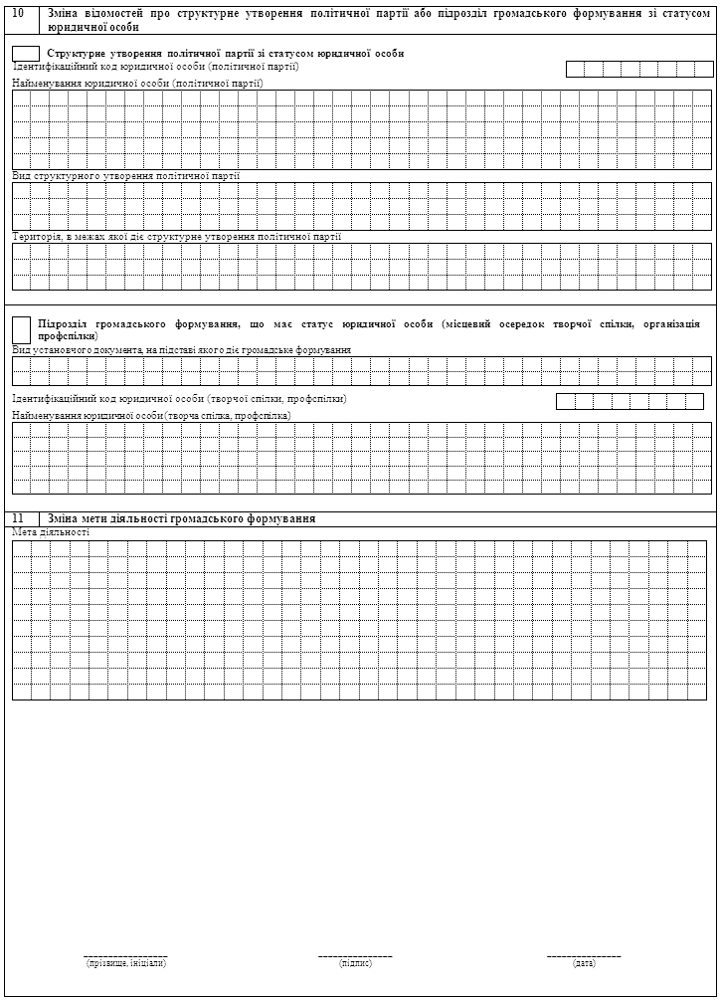 10 Зміна відомостей про структурне утворення політичної партії або підрозділ громадського формування зі статусом
юридичної особи
Структурне утворення політичної партії зі статусом юридичної особи
Ідентифікаційний код юридичної особи (політичної партії)
Найменування юридичної особи (політичної партії)
Вид структурного утворення політичної партії
Територія, в межах якої діє структурне утворення політичної партії
Підрозділ громадського формування, що має статус юридичної особи (місцевий осередок творчої спілки, організація
профспілки)
Вид установчого документа, на підставі якого діє громадське формування
Ідентифікаційний код юридичної особи (творчої спілки, профспілки)
Найменування юридичної особи (творча спілка, профспілка)
11 Зміна мети діяльності громадського формування
Мета діяльності
_________________ _______________ _______________
(прізвище, ініціали) (підпис) (дата)